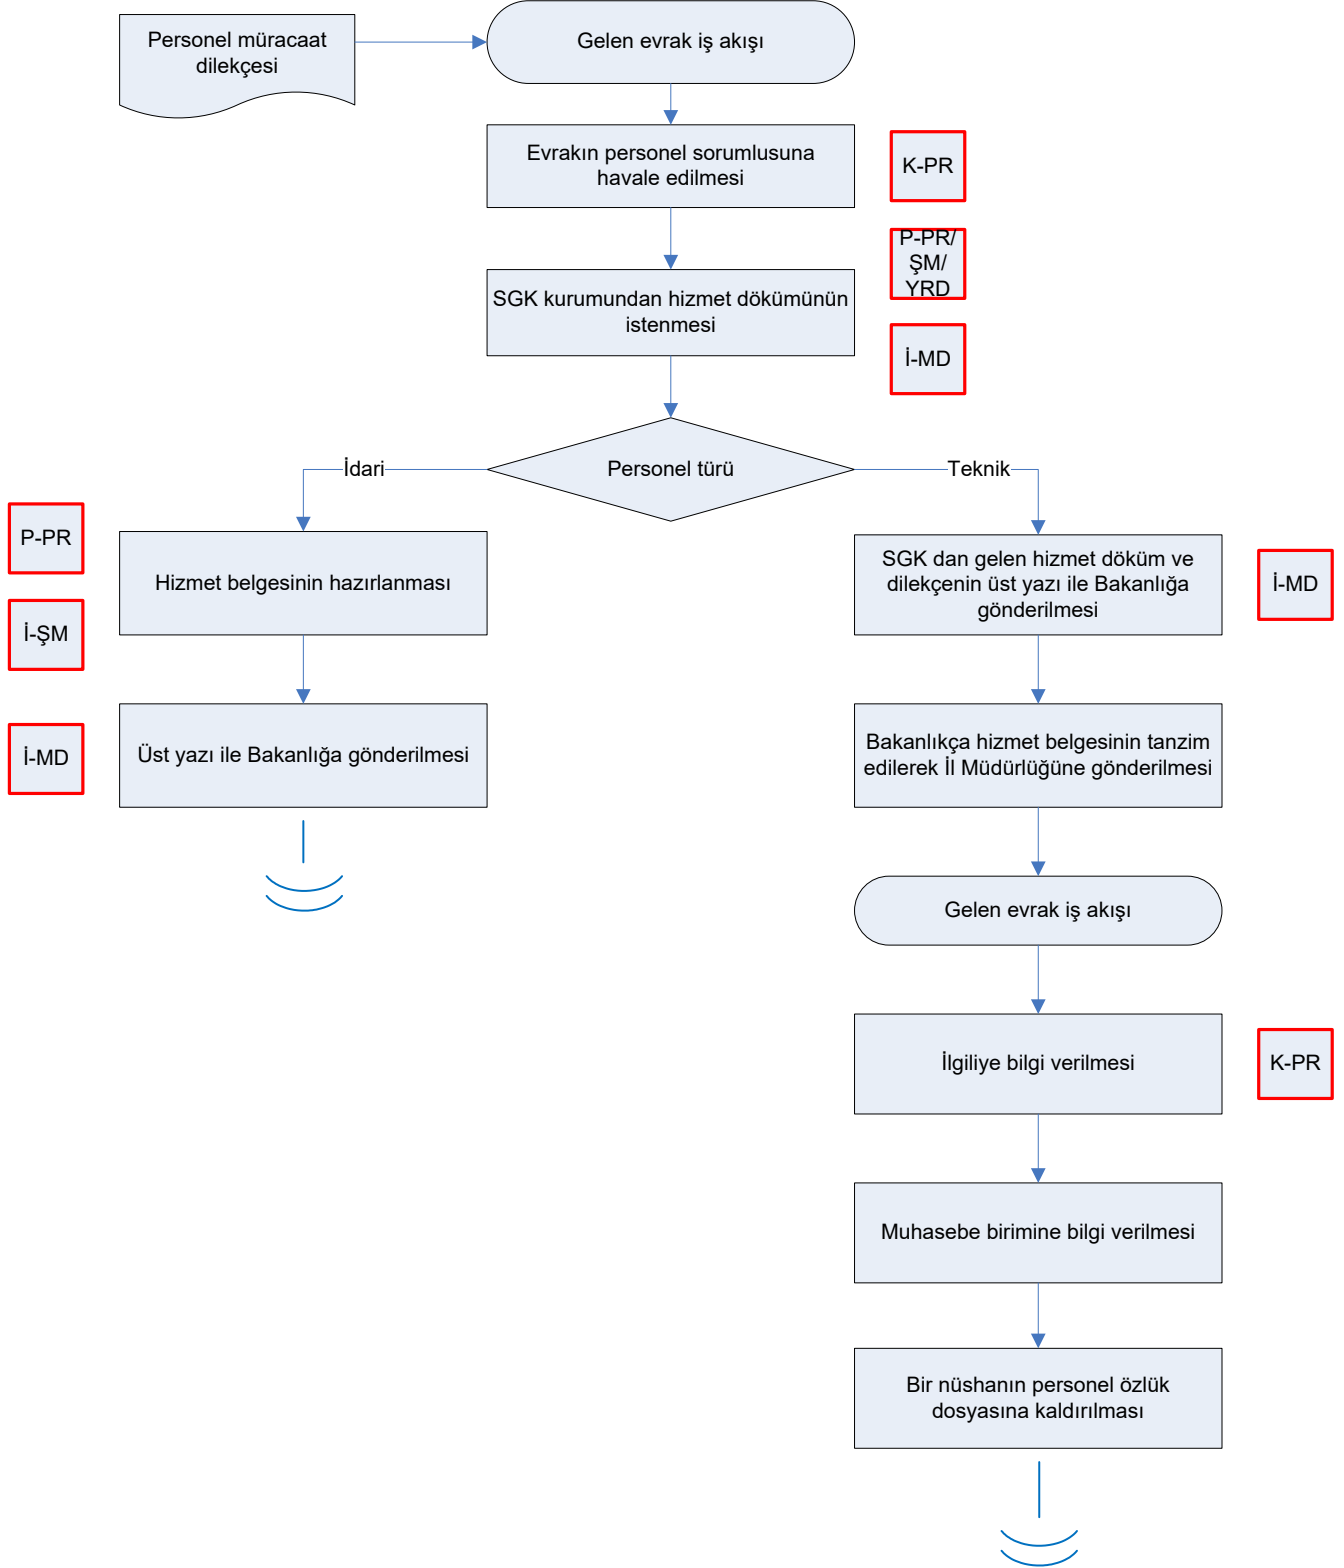 Personel müracaat
dilekçesi
Gelen evrak iş akışı
Evrakın personel sorumlusuna
havale edilmesi
K-PR
P-PR/
ŞM/
YRD
SGK kurumundan hizmet dökümünün
istenmesi
İ-MD
Personel türü
İdari
Teknik
P-PR
Hizmet belgesinin hazırlanması
İ-ŞM
SGK dan gelen hizmet döküm ve
dilekçenin üst yazı ile Bakanlığa
gönderilmesi
İ-MD
İ-MD
Üst yazı ile Bakanlığa gönderilmesi
Bakanlıkça hizmet belgesinin tanzim
edilerek İl Müdürlüğüne gönderilmesi
Gelen evrak iş akışı
İlgiliye bilgi verilmesi
K-PR
Muhasebe birimine bilgi verilmesi
Bir nüshanın personel özlük
dosyasına kaldırılması